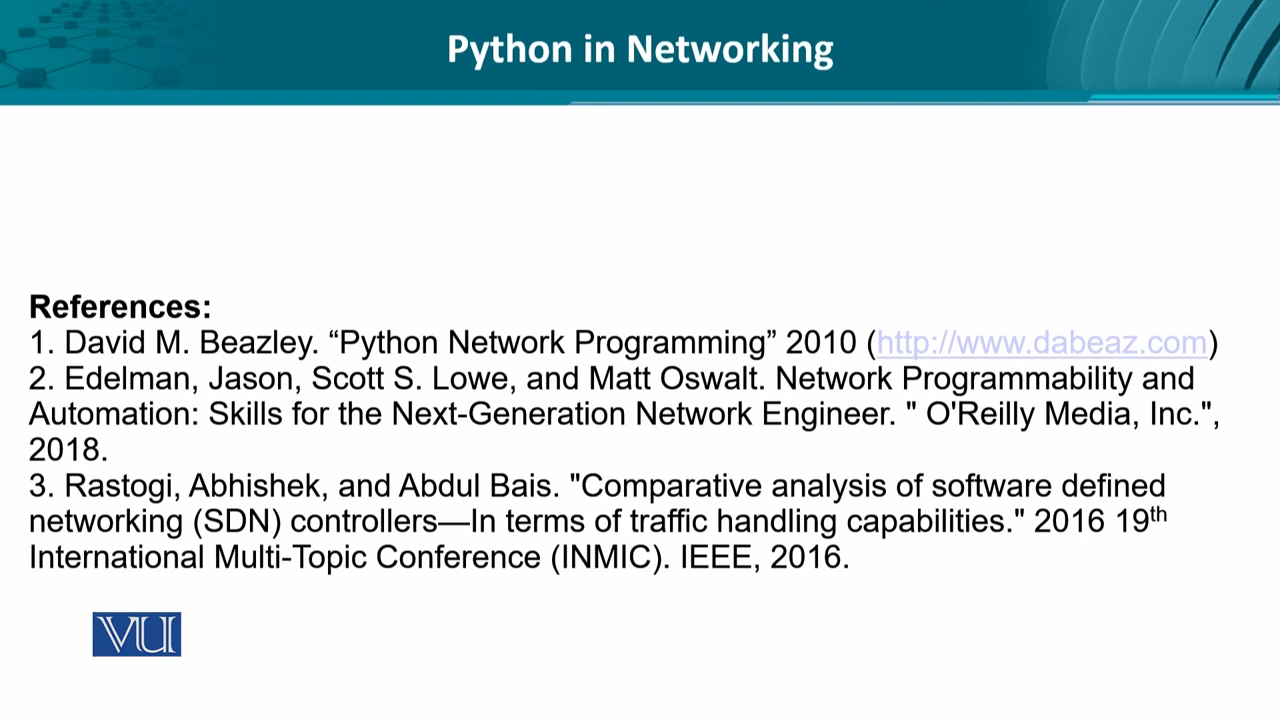 Python in Networking
References:
1. David M. Beazley. “Python Network Programming” 2010 (http://www.dabeaz.com)
2. Edelman, Jason, Scott S. Lowe, and Matt Oswalt. Network Programmability and
Automation: Skills for the Next-Generation Network Engineer. " O'Reilly Media, Inc.",
2018.
3. Rastogi, Abhishek, and Abdul Bais. "Comparative analysis of software defined
networking (SDN) controllers—In terms of traffic handling capabilities." 2016 19th
International Multi-Topic Conference (INMIC). IEEE, 2016.
VU